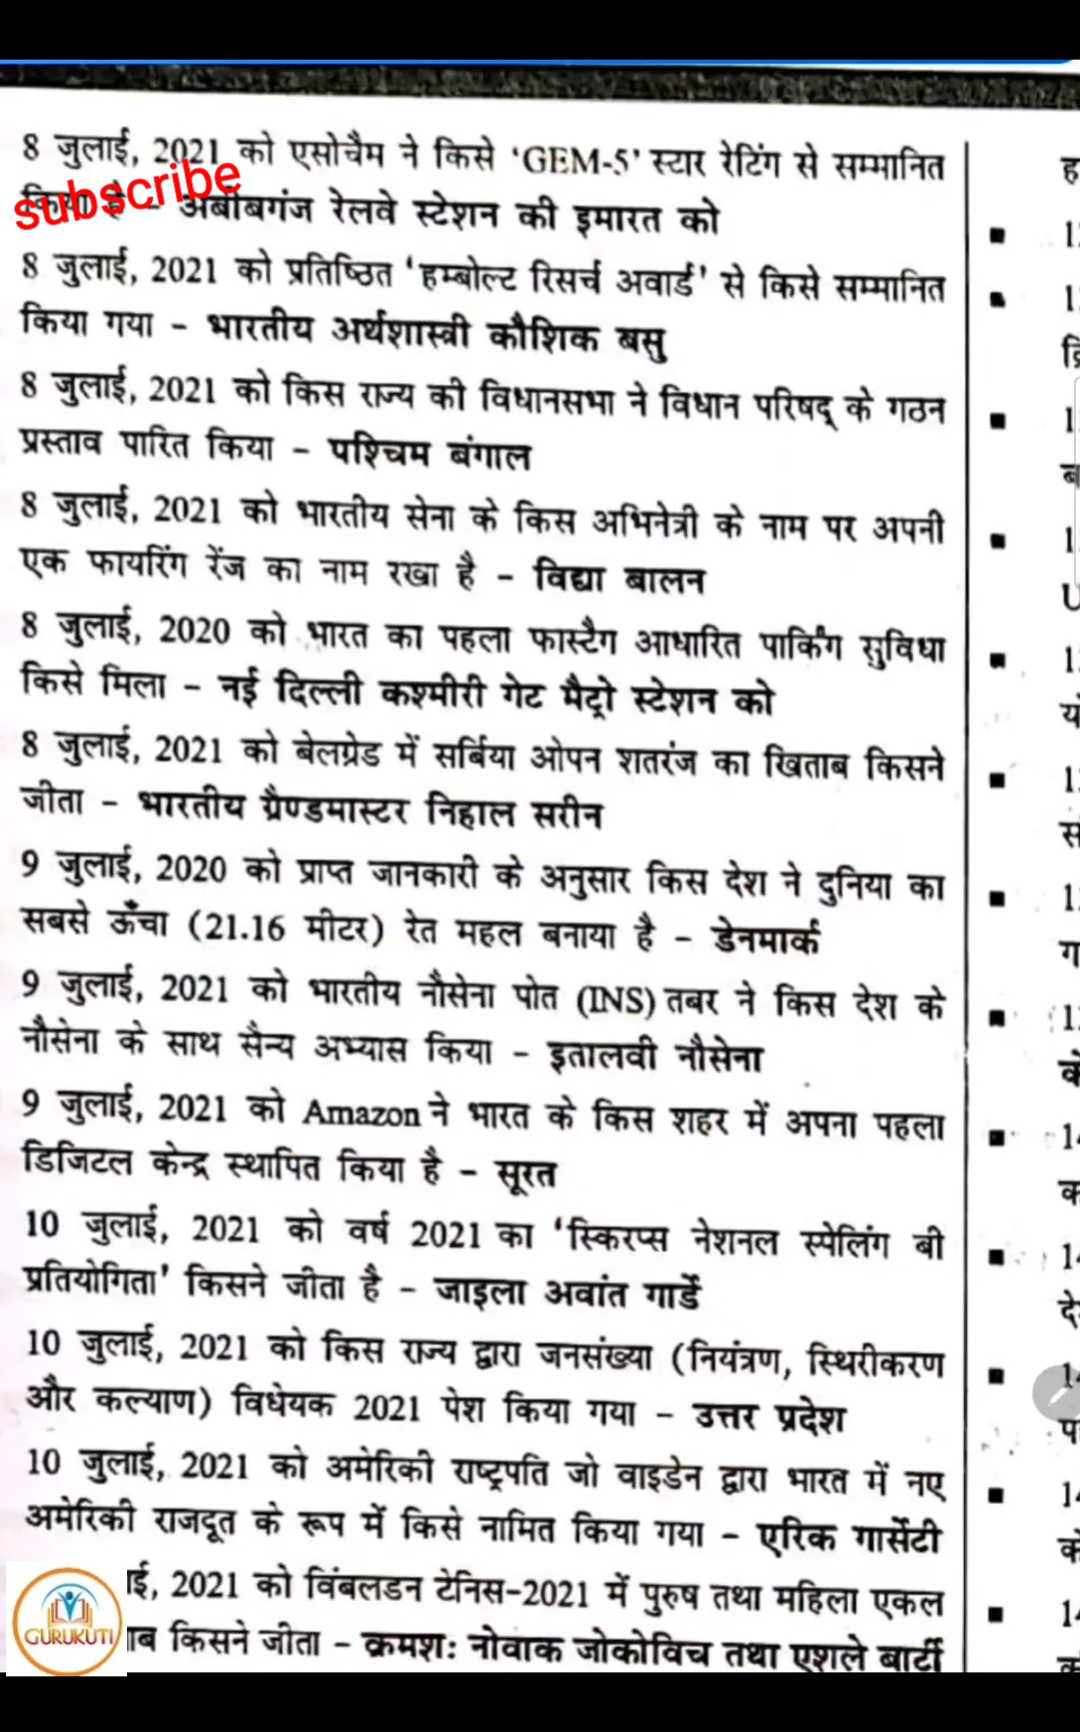 8 जुलाई, 2021 को एसोचैम ने किसे ‘GEM-5’ स्टार रेटिंग से सम्मानित
subscribe
किया है – अबीबगंज रेलवे स्टेशन की इमारत को
8 जुलाई, 2021 को प्रतिष्ठित ‘हम्बोल्ट रिसर्च अवार्ड’ से किसे सम्मानित
किया गया – भारतीय अर्थशास्त्री कौशिक बसु
8 जुलाई, 2021 को किस राज्य की विधानसभा ने विधान परिषद् के गठन
प्रस्ताव पारित किया – पश्चिम बंगाल
8 जुलाई, 2021 को भारतीय सेना के किस अभिनेत्री के नाम पर अपनी
एक फायरिंग रेंज का नाम रखा है – विद्या बालन
8 जुलाई, 2020 को भारत का पहला फास्टैग आधारित पार्किंग सुविधा
किसे मिला – नई दिल्ली कश्मीरी गेट मैट्रो स्टेशन को
8 जुलाई, 2021 को बेलग्रेड में सर्बिया ओपन शतरंज का खिताब किसने
जीता – भारतीय ग्रैण्डमास्टर निहाल सरीन
9 जुलाई, 2020 को प्राप्त जानकारी के अनुसार किस देश ने दुनिया का
सबसे ऊँचा (21.16 मीटर) रेत महल बनाया है – डेनमार्क
9 जुलाई, 2021 को भारतीय नौसेना पोत (INS) तबर ने किस देश के
नौसेना के साथ सैन्य अभ्यास किया – इतालवी नौसेना
9 जुलाई, 2021 को Amazon ने भारत के किस शहर में अपना पहला
डिजिटल केन्द्र स्थापित किया है – सूरत
10 जुलाई, 2021 को वर्ष 2021 का ‘स्किरप्स नेशनल स्पेलिंग बी
प्रतियोगिता’ किसने जीता है – जाइला अवांत गार्डे
10 जुलाई, 2021 को किस राज्य द्वारा जनसंख्या (नियंत्रण, स्थिरीकरण
और कल्याण) विधेयक 2021 पेश किया गया – उत्तर प्रदेश
10 जुलाई, 2021 को अमेरिकी राष्ट्रपति जो वाइडेन द्वारा भारत में नए
अमेरिकी राजदूत के रूप में किसे नामित किया गया – एरिक गार्सेटी
ाई, 2021 को विंबलडन टेनिस-2021 में पुरुष तथा महिला एकल
ाब किसने जीता – क्रमशः नोवाक जोकोविच तथा एशले बार्टी
GURUKUTI